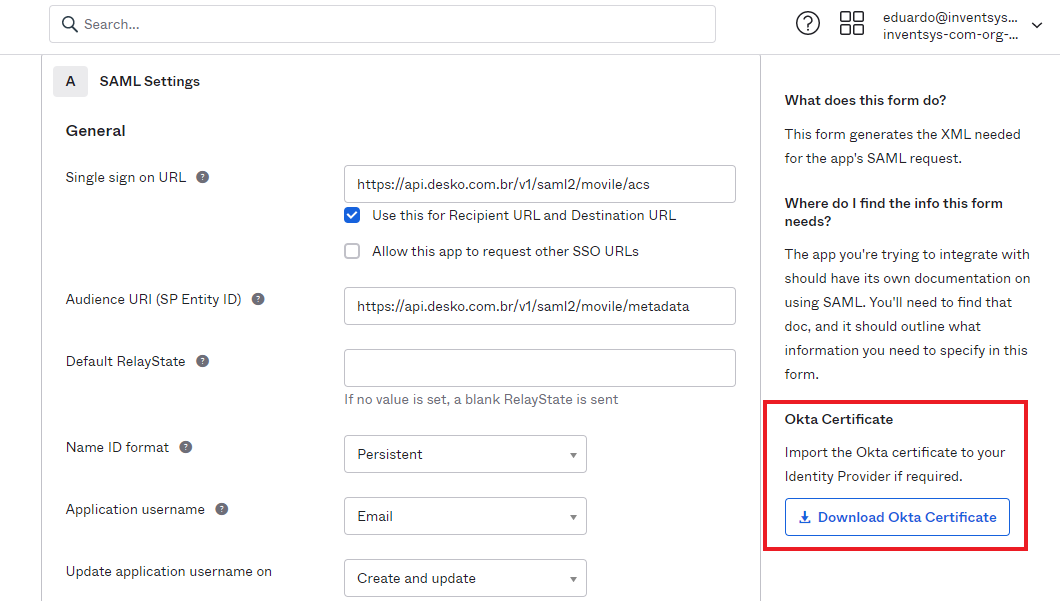 Search...
eduardo@inventsys...
inventsys-com-org-...
A SAML Settings
General
Single sign on URL ?
https://api.desko.com.br/v1/saml2/movile/acs
Use this for Recipient URL and Destination URL
Allow this app to request other SSO URLs
Audience URI (SP Entity ID) ?
https://api.desko.com.br/v1/saml2/movile/metadata
Default RelayState ?
If no value is set, a blank RelayState is sent
Name ID format ?
Persistent
Application username ?
Email
Update application username on
Create and update
What does this form do?
This form generates the XML needed
for the app's SAML request.
Where do I find the info this form
needs?
The app you're trying to integrate with
should have its own documentation on
using SAML. You'll need to find that
doc, and it should outline what
information you need to specify in this
form.
Okta Certificate
Import the Okta certificate to your
Identity Provider if required.
Download Okta Certificate